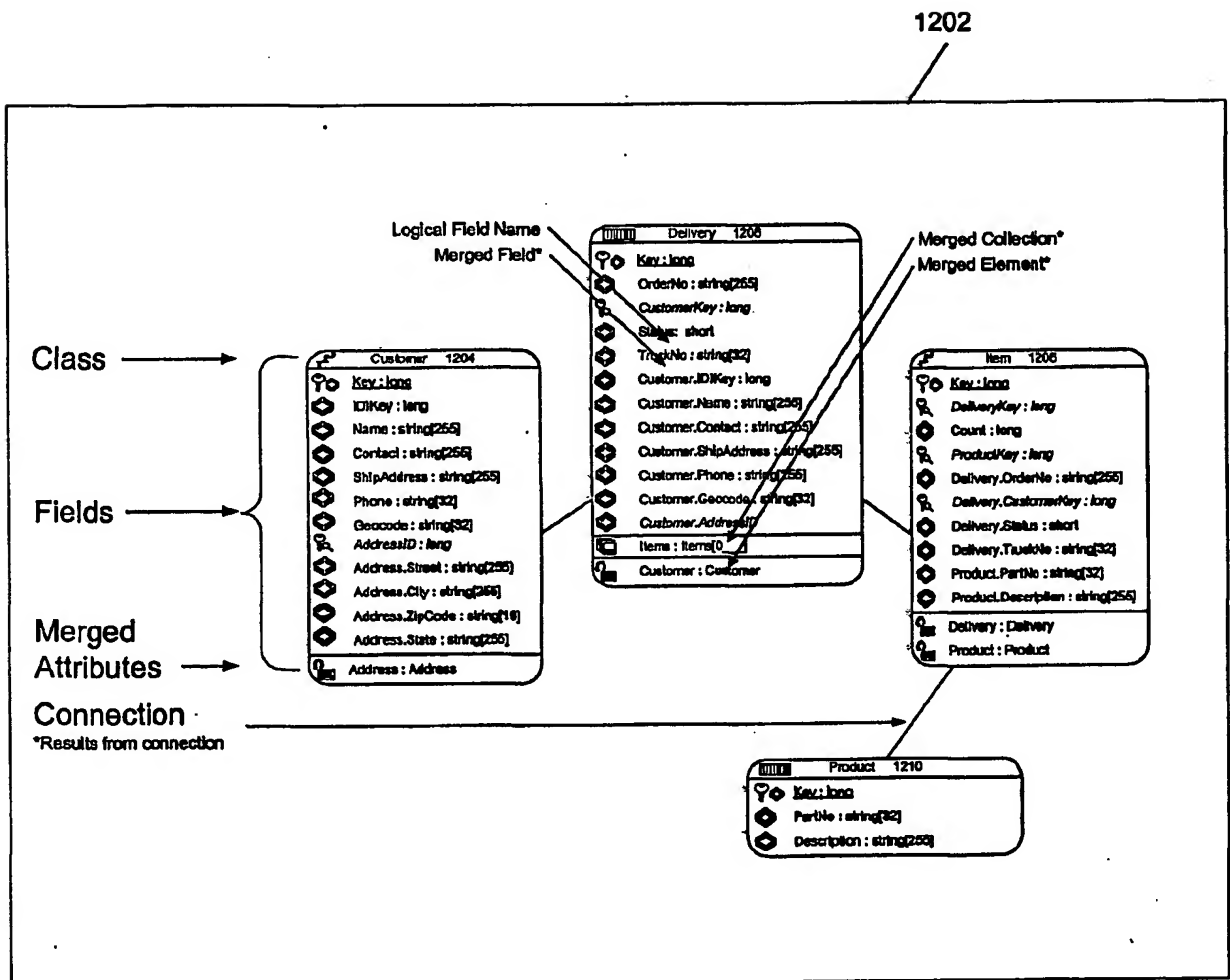 1202
Logical Field Name
Merged Field*
Merged Collection*
Merged Element*
Class
Fields
Merged
Attributes
Connection
*Results from connection
Customer 1204
Key : long
IDIKey : long
Name : string[255]
Contact : string[255]
ShipAddress : string[255]
Phone : string[32]
Geocode : string[32]
AddressID : long
Address.Street : string[255]
Address.City : string[255]
Address.ZipCode : string[16]
Address.State : string[255]
Address : Address
Delivery 1206
Key : long
OrderNo : string[255]
CustomerKey : long
Status: short
TruckNo : string[32]
Customer.IDIKey : long
Customer.Name : string[255]
Customer.Contact : string[255]
Customer.ShipAddress : string[255]
Customer.Phone : string[32]
Customer.Geocode : string[32]
Customer.AddressID
Items : Items[0
Customer : Customer
Item 1206
Key : long
DeliveryKey : long
Count : long
ProductKey : long
Delivery.OrderNo : string[255]
Delivery.CustomerKey : long
Delivery.Status : short
Delivery.TruckNo : string[32]
Product.PartNo : string[32]
Product.Description : string[255]
Delivery : Delivery
Product : Product
Product 1210
Key : long
PartNo : string[32]
Description : string[255]